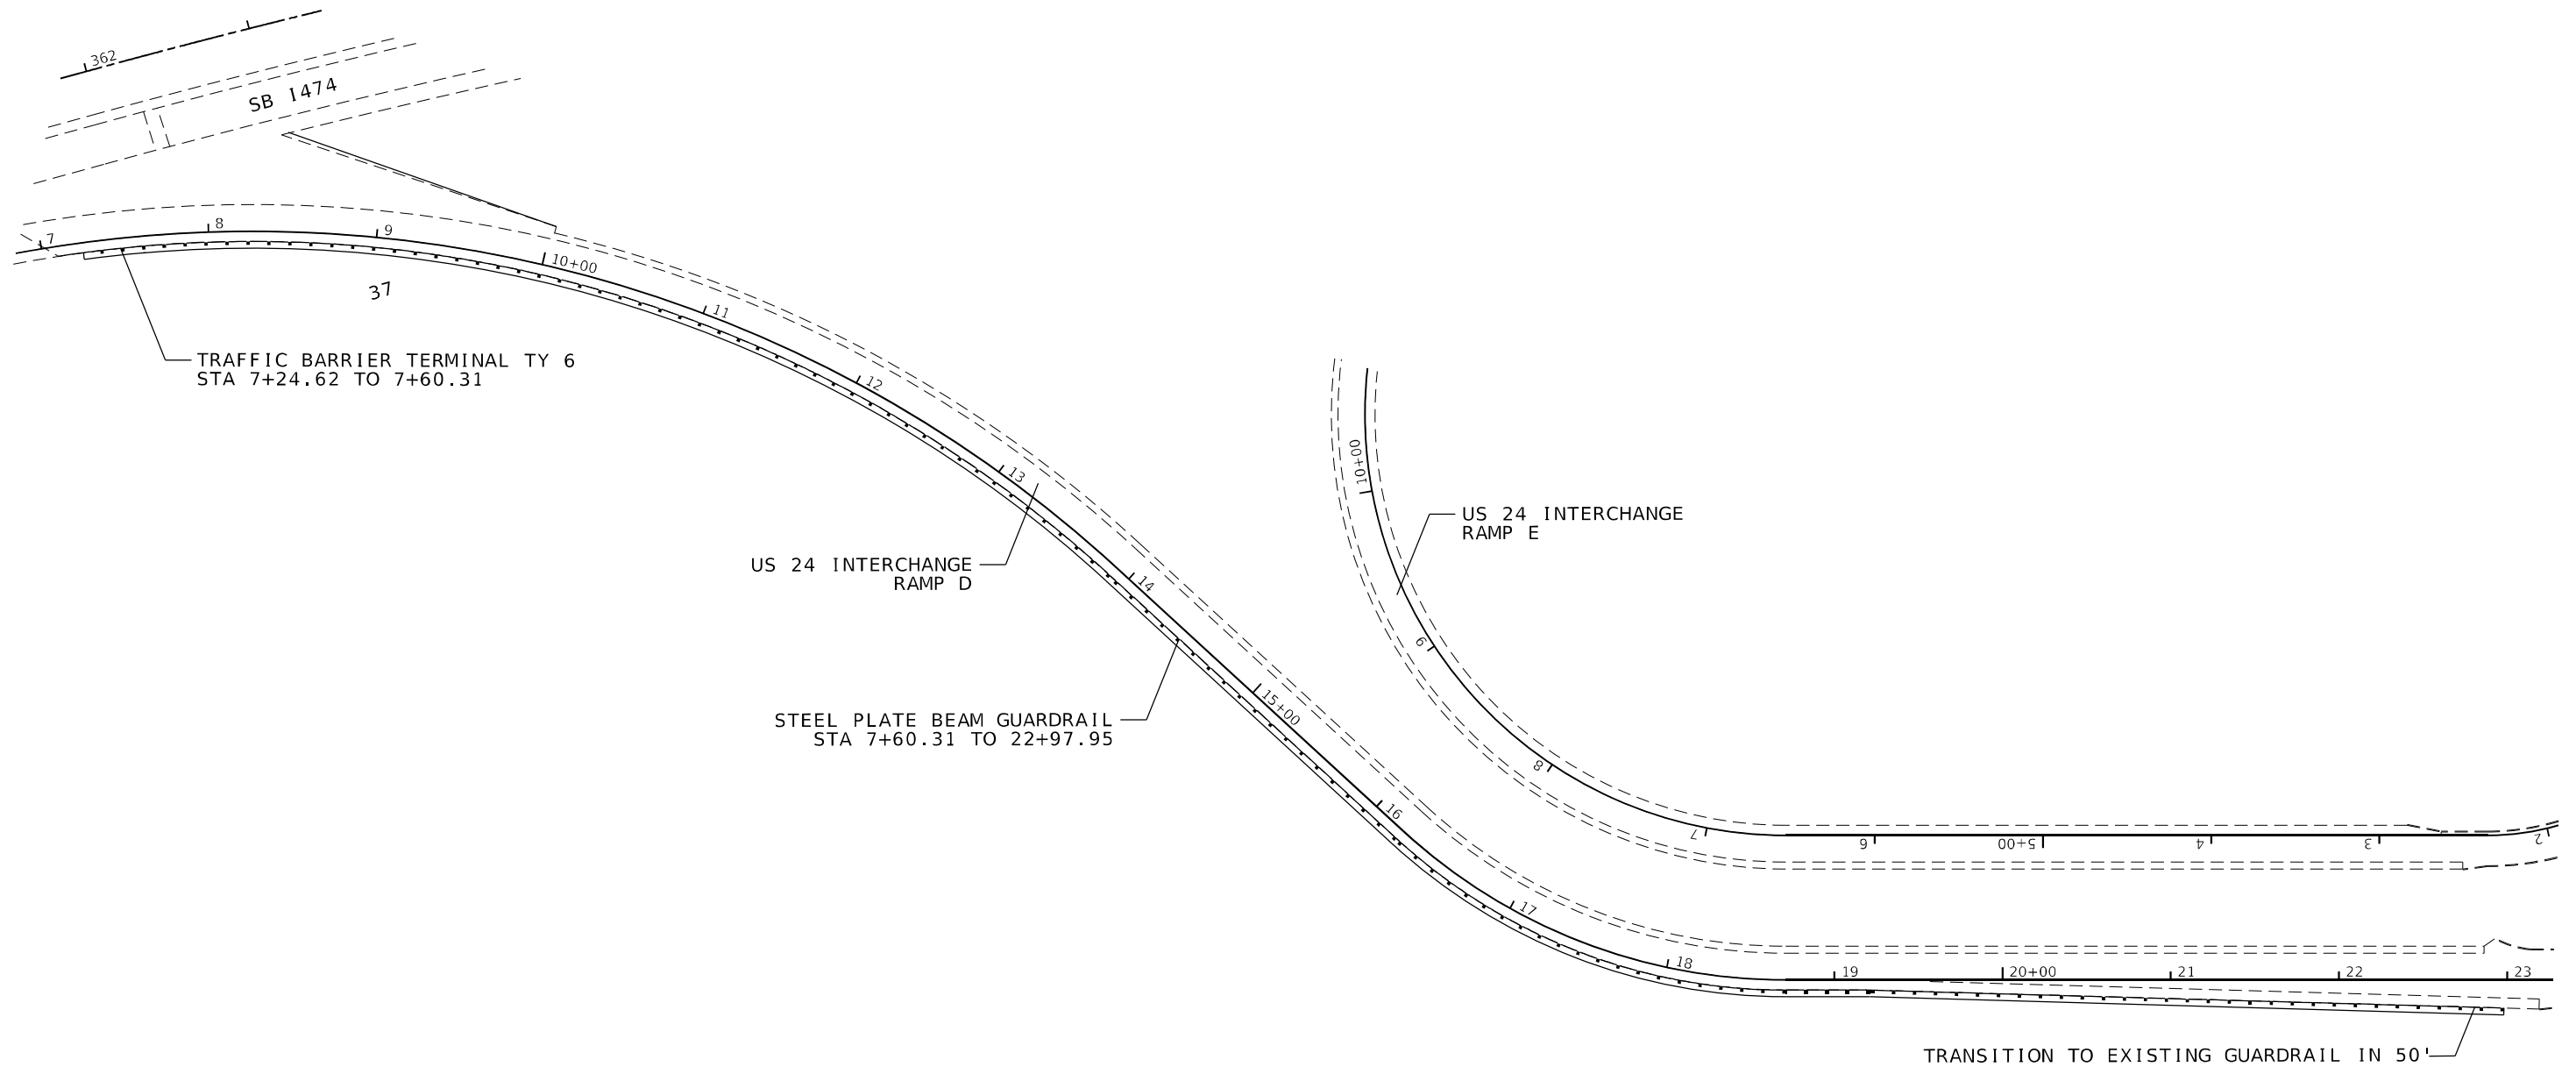 362
SB I474
7
8
9
10+00
37
11
TRAFFIC BARRIER TERMINAL TY 6
STA 7+24.62 TO 7+60.31
12
13
10+00
US 24 INTERCHANGE
RAMP E
US 24 INTERCHANGE
RAMP D
14
9
15+00
STEEL PLATE BEAM GUARDRAIL
STA 7+60.31 TO 22+97.95
8
16
7
6
5+00
4
3
2
17
18
19
20+00
21
22
23
TRANSITION TO EXISTING GUARDRAIL IN 50'